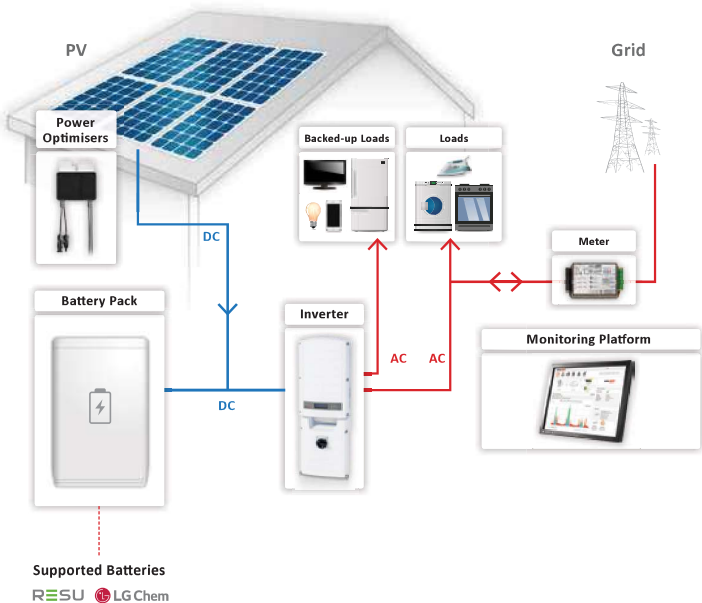 PV
Grid
Power
Optimisers
Backed-up Loads
Loads
DC
Meter
Battery Pack
Inverter
Monitoring Platform
AC
AC
DC
Supported Batteries
RESU
LG Chem